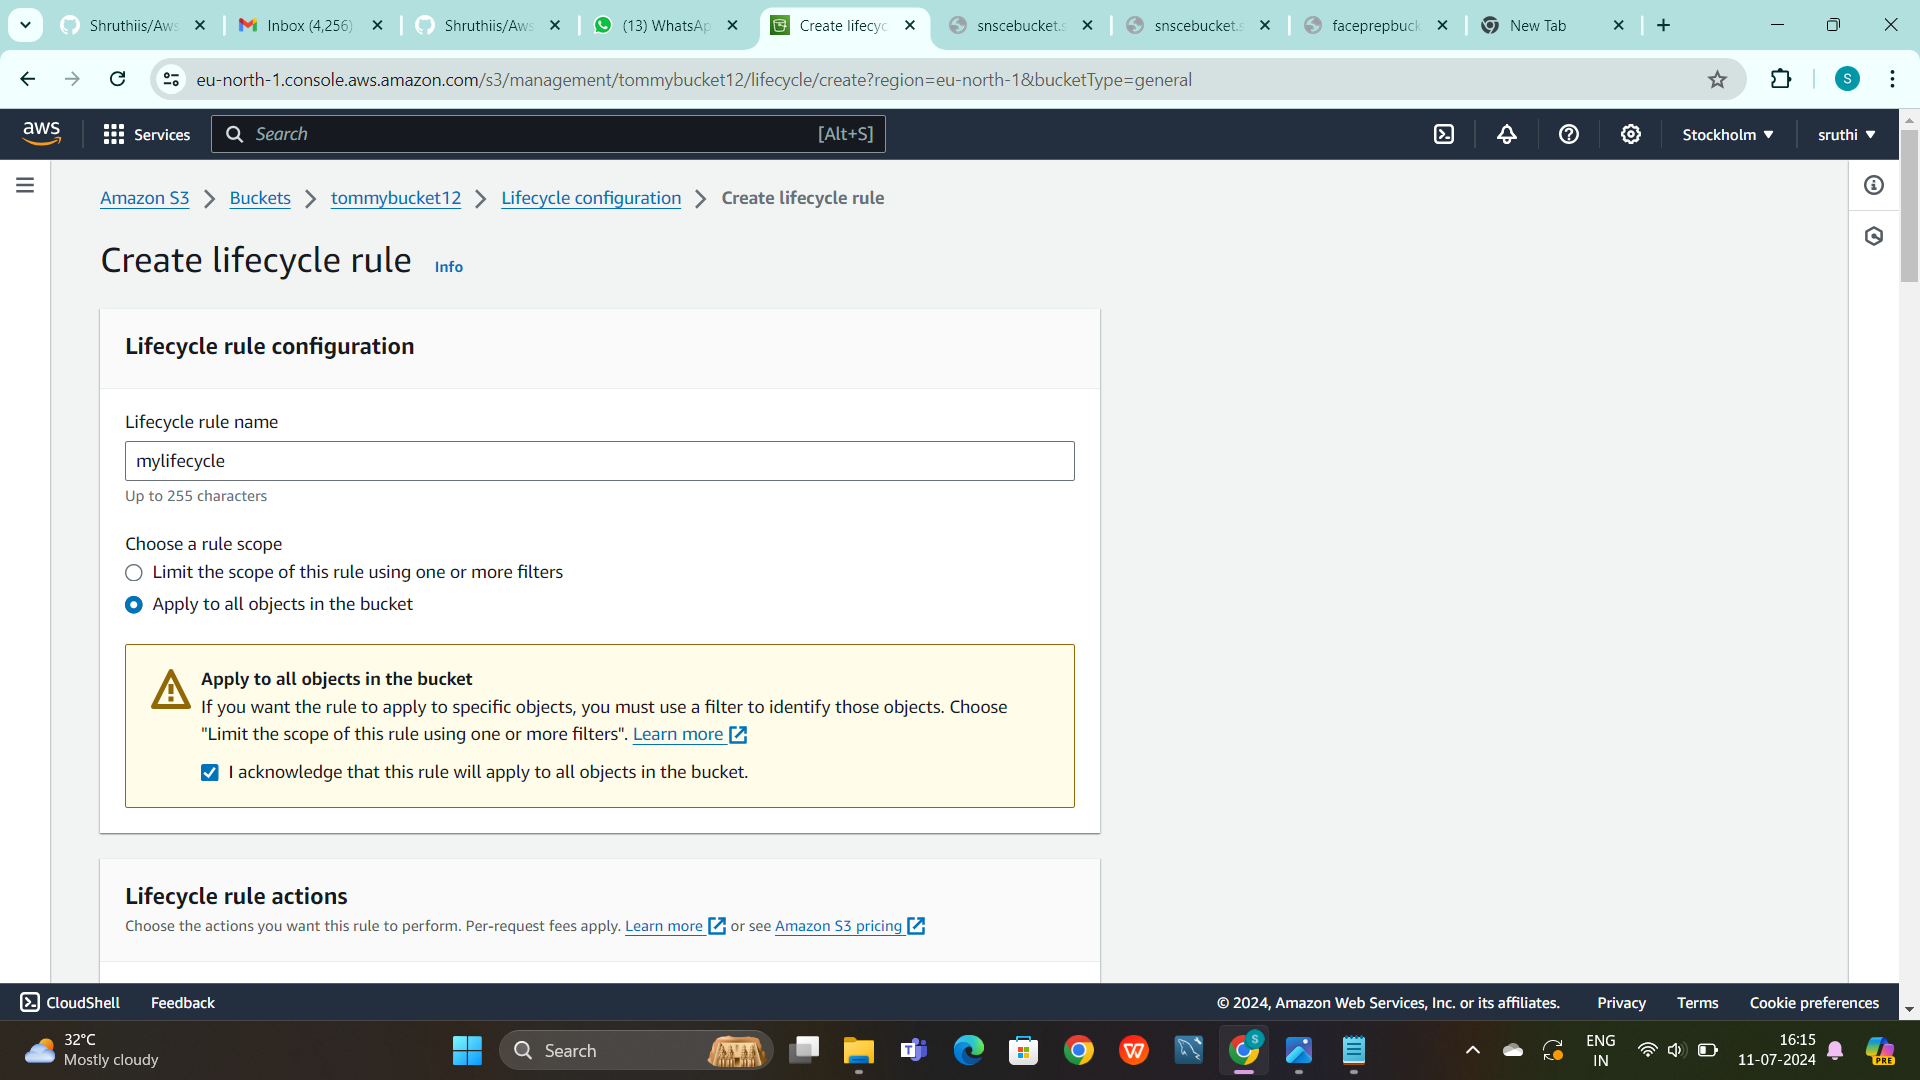 Shruthiis/Aws
Inbox (4,256)
Shruthiis/Aws
(13) WhatsAp
Create lifecyc
snscebucket.s
snscebucket.s
faceprepbuck
New Tab
eu-north-1.console.aws.amazon.com/s3/management/tommybucket12/lifecycle/create?region=eu-north-1&bucketType=general
S
aws
Services
Search
[Alt+S]
Stockholm
sruthi
Amazon S3
Buckets
tommybucket12
Lifecycle configuration
Create lifecycle rule
Create lifecycle rule
Info
Lifecycle rule configuration
Lifecycle rule name
mylifecycle
Up to 255 characters
Choose a rule scope
Limit the scope of this rule using one or more filters
Apply to all objects in the bucket
Apply to all objects in the bucket
If you want the rule to apply to specific objects, you must use a filter to identify those objects. Choose
"Limit the scope of this rule using one or more filters". Learn more
I acknowledge that this rule will apply to all objects in the bucket.
Lifecycle rule actions
Choose the actions you want this rule to perform. Per-request fees apply. Learn more or see Amazon S3 pricing
CloudShell
Feedback
© 2024, Amazon Web Services, Inc. or its affiliates.
Privacy
Terms
Cookie preferences
32°C
Mostly cloudy
Search
S
ENG
IN
16:15
11-07-2024
PRE